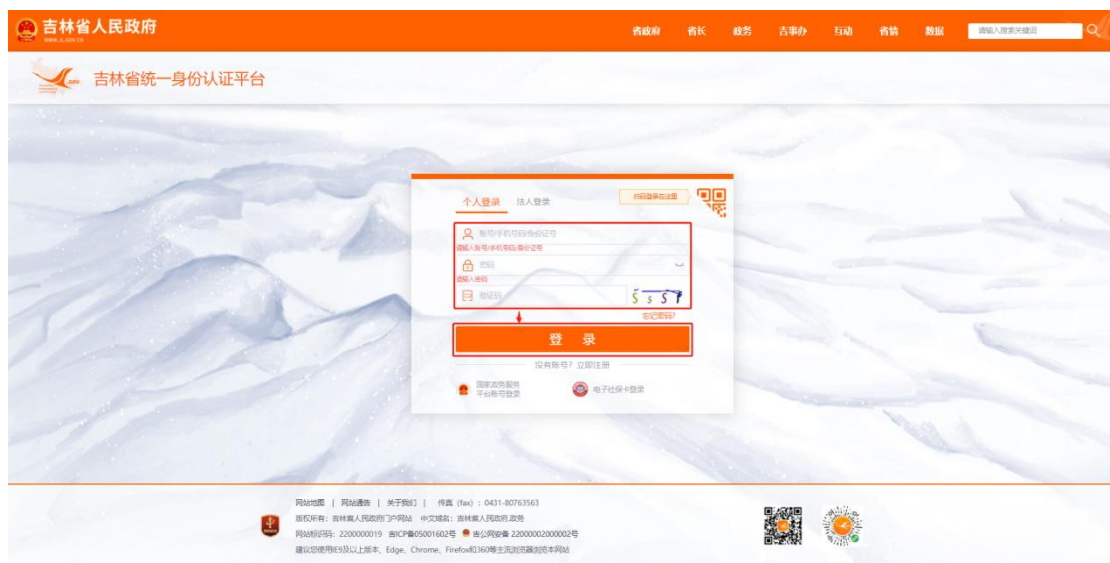 吉林省人民政府
WWW.JL.GOV.CN
省政府 省长 政务 吉事办 互动 省情 数据 请输入搜索关键词
GOV 吉林省统一身份认证平台
个人登录 法人登录 扫码登录在这里
账号/手机号码/身份证号
请输入账号/手机号码/身份证号
密码
请输入密码
验证码
忘记密码?
登 录
没有账号? 立即注册
国家政务服务
平台账号登录
电子社保卡登录
网站地图 | 网站通告 | 关于我们 | 传真 (fax) : 0431-80763563
版权所有: 吉林省人民政府门户网站 中文域名: 吉林省人民政府.政务
网站标识码: 2200000019 吉ICP备05001602号 吉公网安备 22000002000002号
建议您使用IE9及以上版本、Edge、Chrome、Firefox和360等主流浏览器浏览本网站